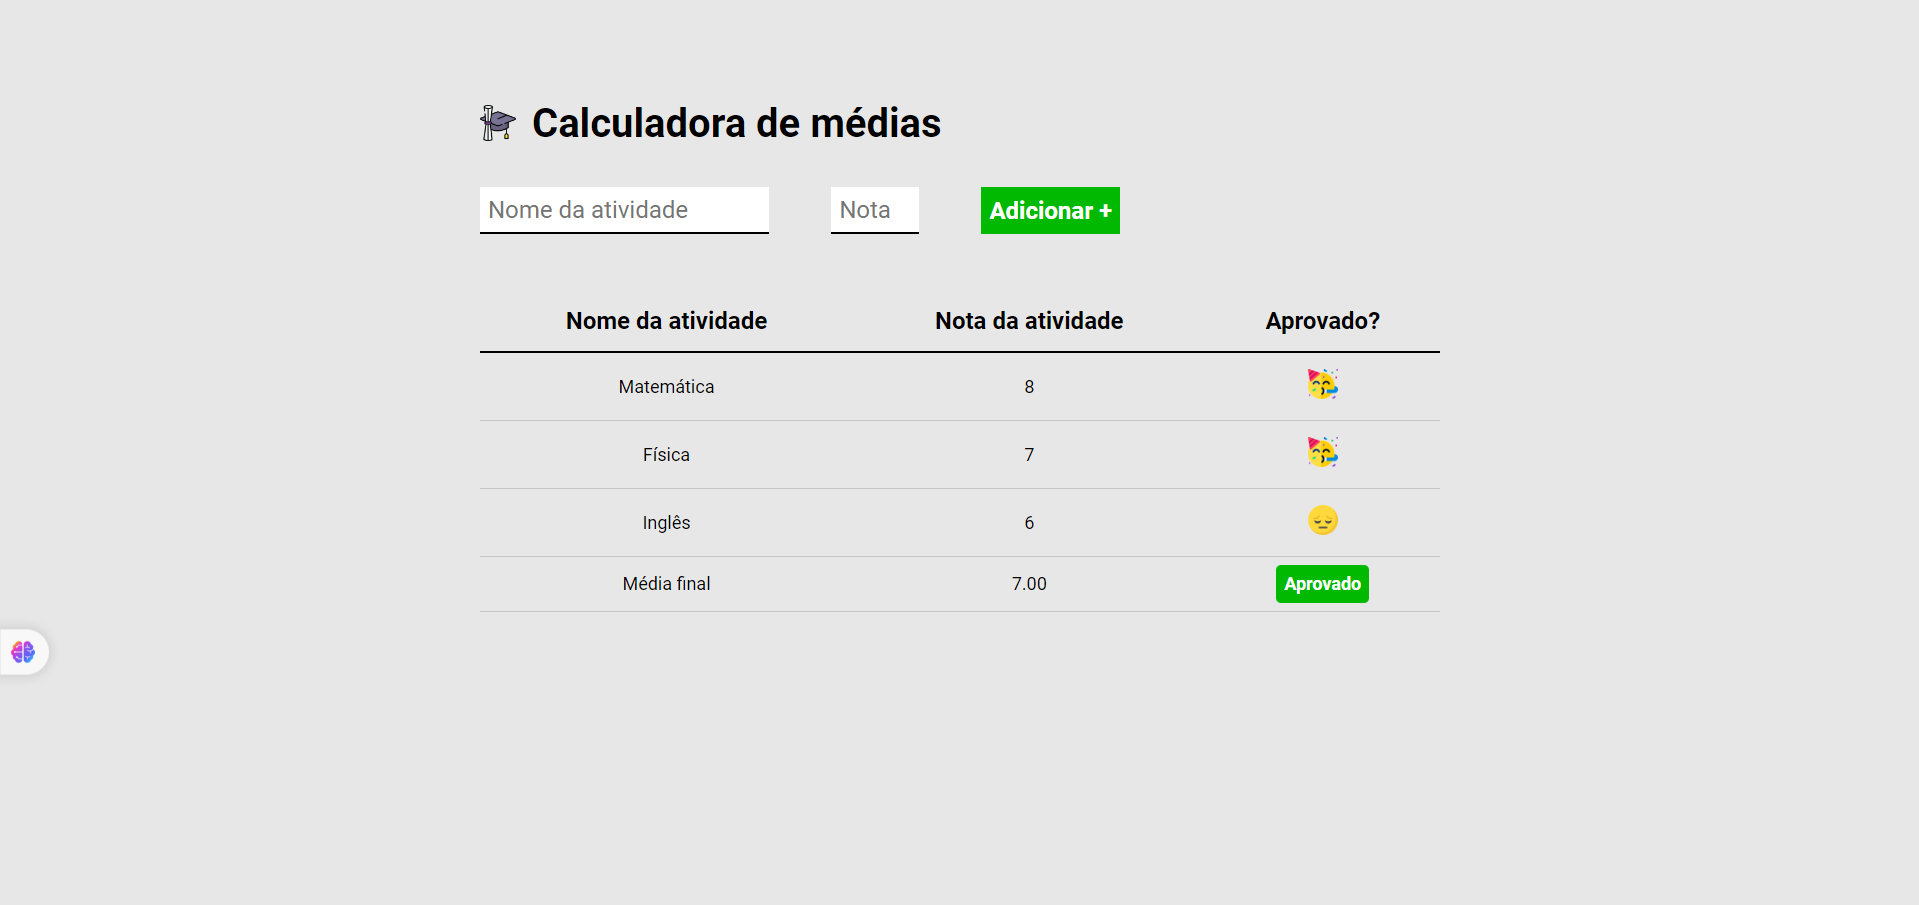 Calculadora de médias
Nome da atividade Nota Adicionar +
Nome da atividade Nota da atividade Aprovado?
Matemática 8
Física 7
Inglês 6
Média final 7.00 Aprovado